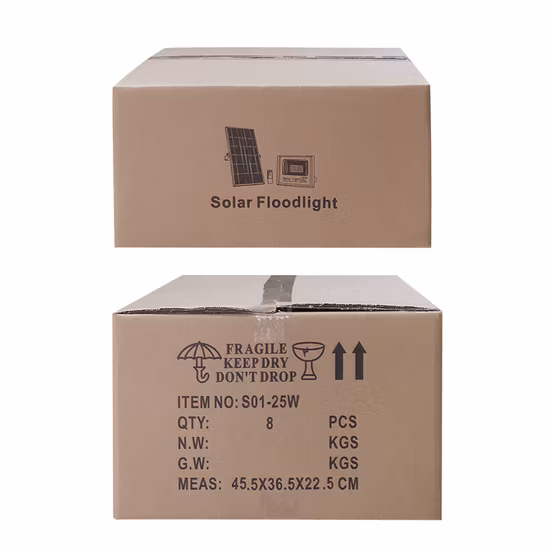 Solar Floodlight
FRAGILE
KEEP DRY
DON'T DROP
ITEM NO: S01-25W
QTY: 8 PCS
N.W: KGS
G.W: KGS
MEAS: 45.5X36.5X22.5 CM